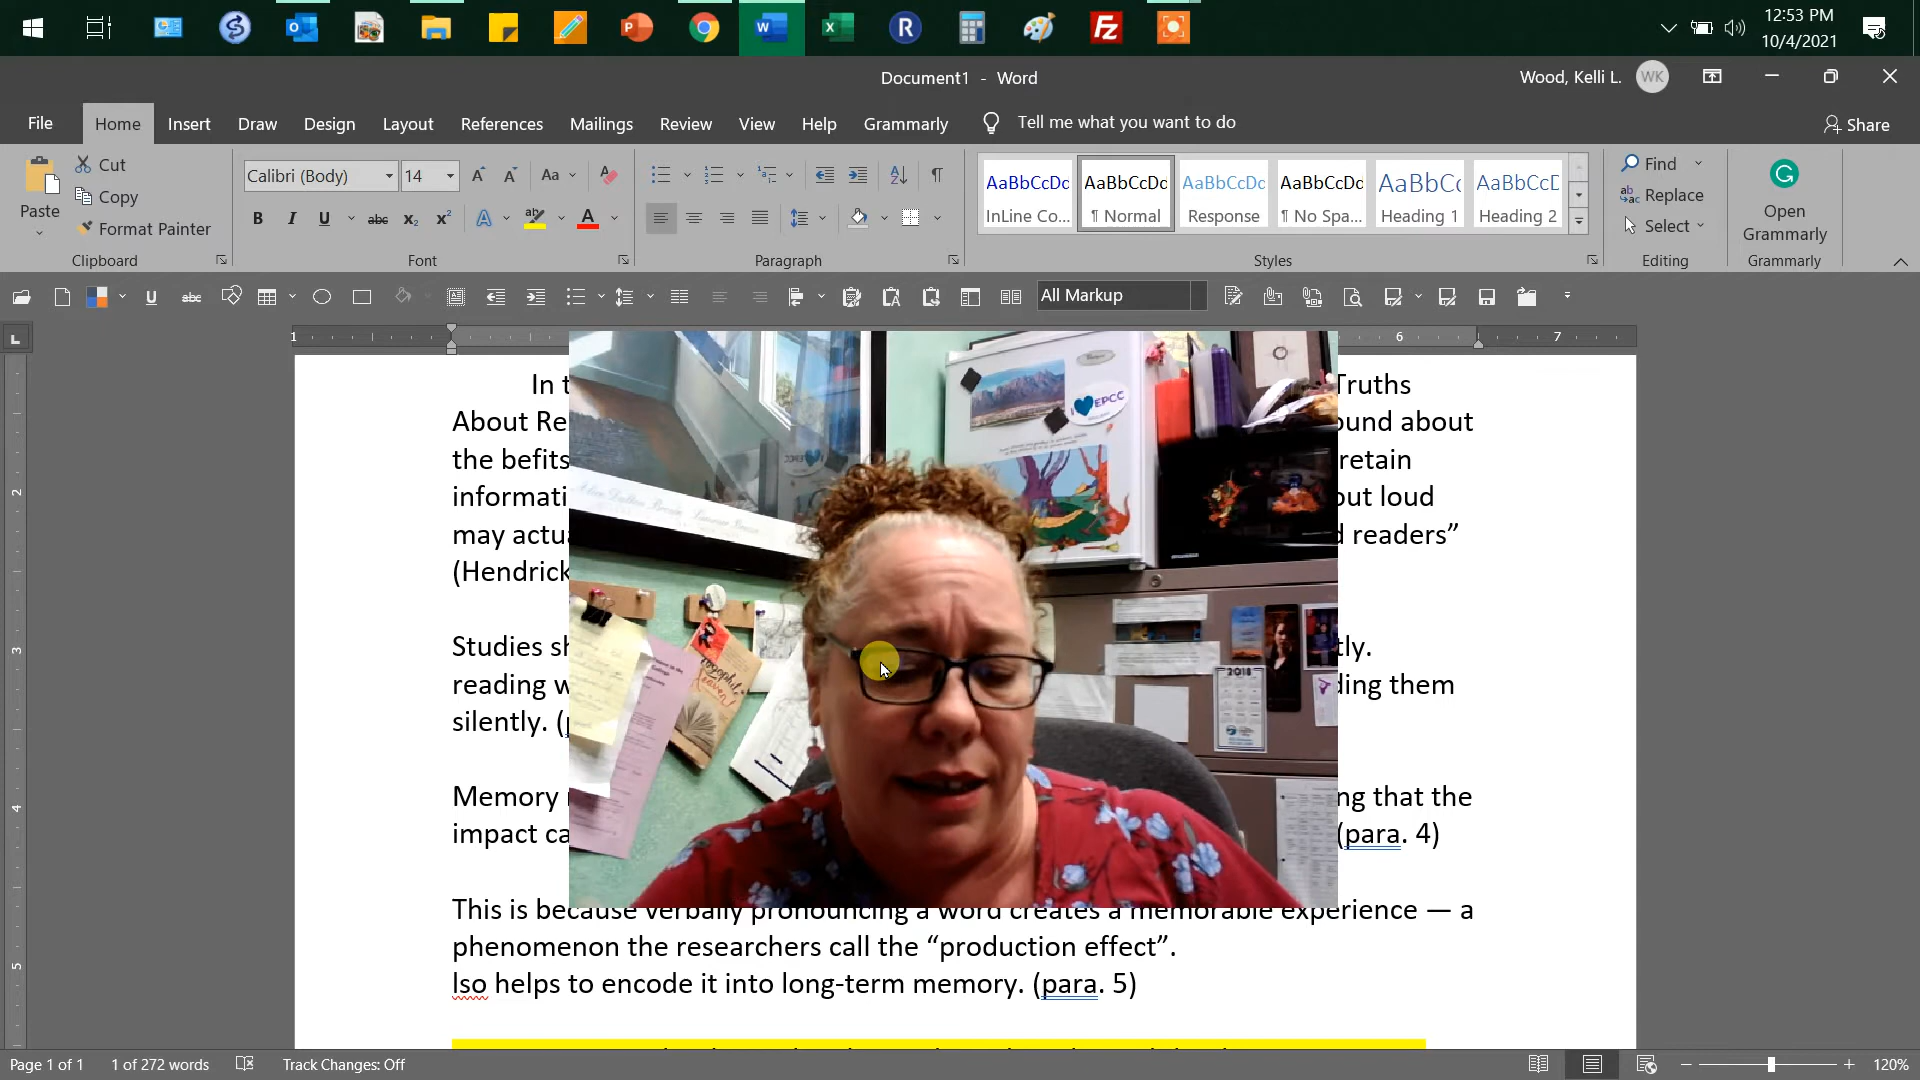 12:53 PM
10/4/2021
Document1 - Word
Wood, Kelli L.
WK
File
Home
Insert
Draw
Design
Layout
References
Mailings
Review
View
Help
Grammarly
Tell me what you want to do
Share
Paste
Cut
Copy
Format Painter
Calibri (Body)
14
AaBbCcDc
AaBbCcDc
AaBbCcDc
AaBbCcDc
AaBbC
AaBbCcD
InLine Co...
¶ Normal
Response
¶ No Spa...
Heading 1
Heading 2
Find
Replace
Select
Open
Grammarly
Clipboard
Font
Paragraph
Styles
Editing
Grammarly
All Markup
I EPCC
2018
In Truths
About Re ound about
the befits retain
informati out loud
may actu d readers”
(Hendrick
Studies sh tly.
reading w ding them
silently. (
Memory ng that the
impact ca (para. 4)
This is because verbally pronouncing a word creates a memorable experience — a
phenomenon the researchers call the “production effect”.
lso helps to encode it into long-term memory. (para. 5)
Page 1 of 1
1 of 272 words
Track Changes: Off
120%